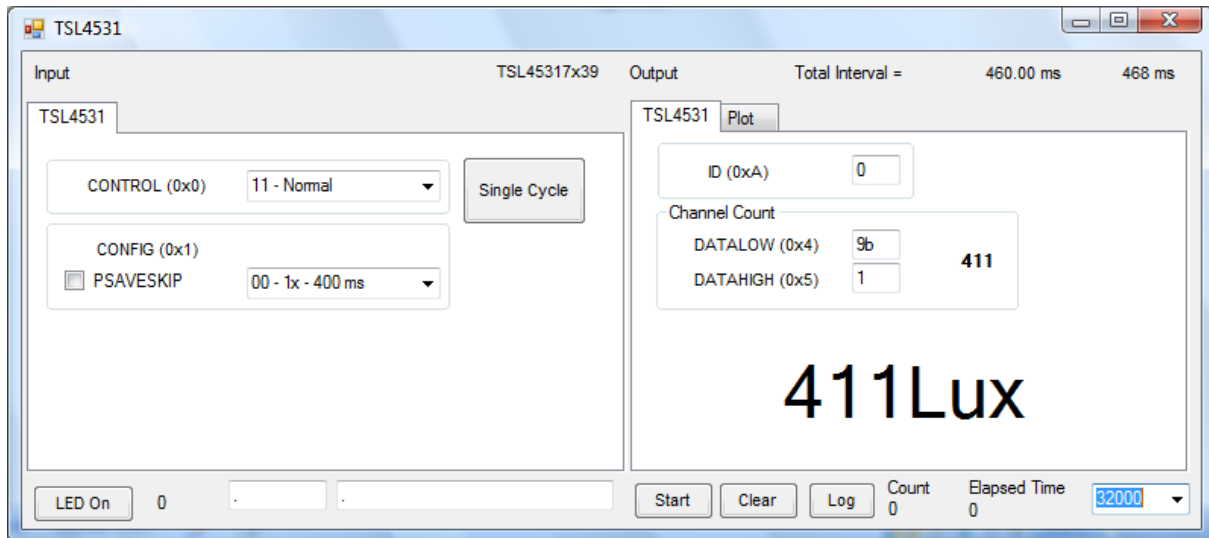 TSL4531
Input TSL45317x39 Output Total Interval = 460.00 ms 468 ms
TSL4531
CONTROL (0x0) 11 - Normal Single Cycle
CONFIG (0x1)
PSAVESKIP 00 - 1x - 400 ms
TSL4531 Plot
ID (0xA) 0
Channel Count
DATALOW (0x4) 9b
DATAHIGH (0x5) 1
411
411Lux
LED On 0 . .
Start Clear Log Count 0 Elapsed Time 0 32000